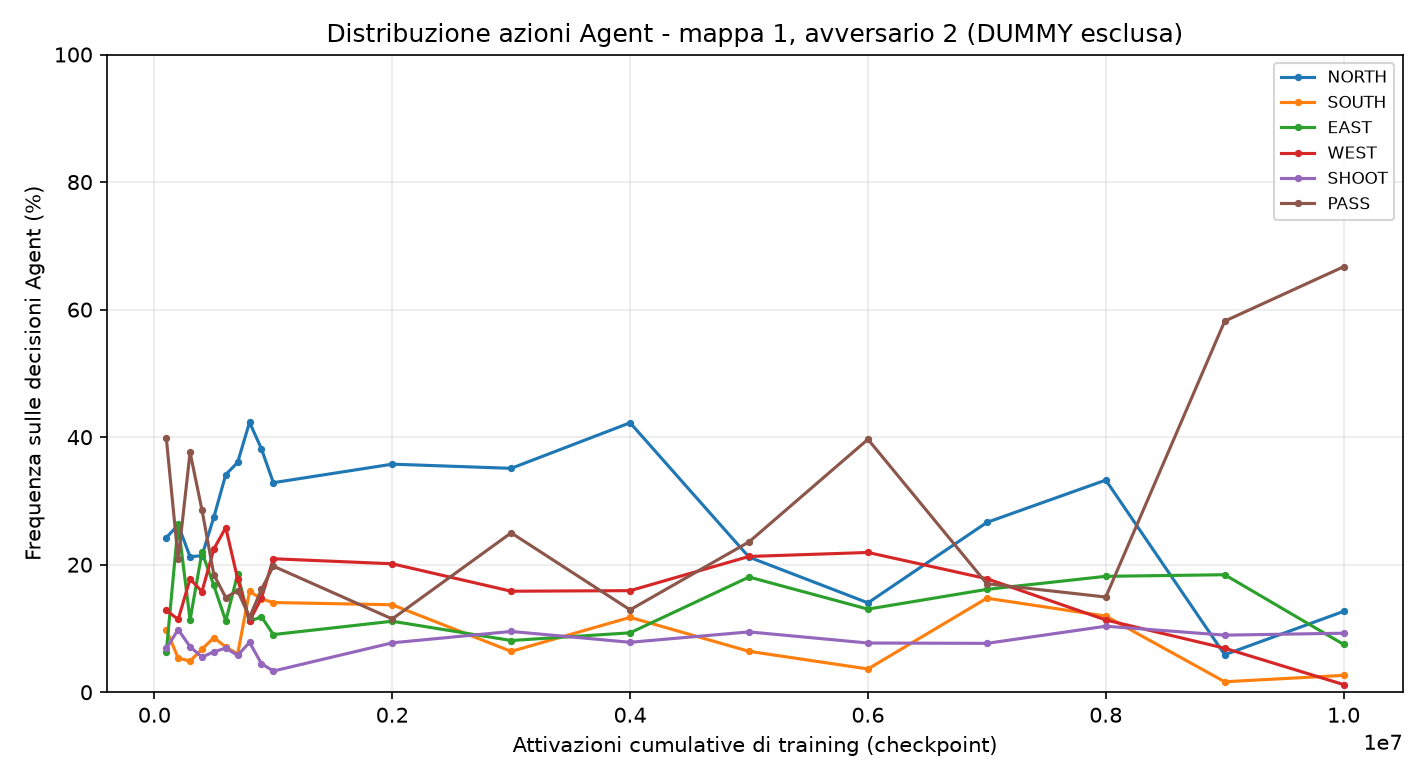 Distribuzione azioni Agent - mappa 1, avversario 2 (DUMMY esclusa)
Frequenza sulle decisioni Agent (%)
100
80
60
40
20
0
NORTH
SOUTH
EAST
WEST
SHOOT
PASS
0.0
0.2
0.4
0.6
0.8
1.0
1e7
Attivazioni cumulative di training (checkpoint)